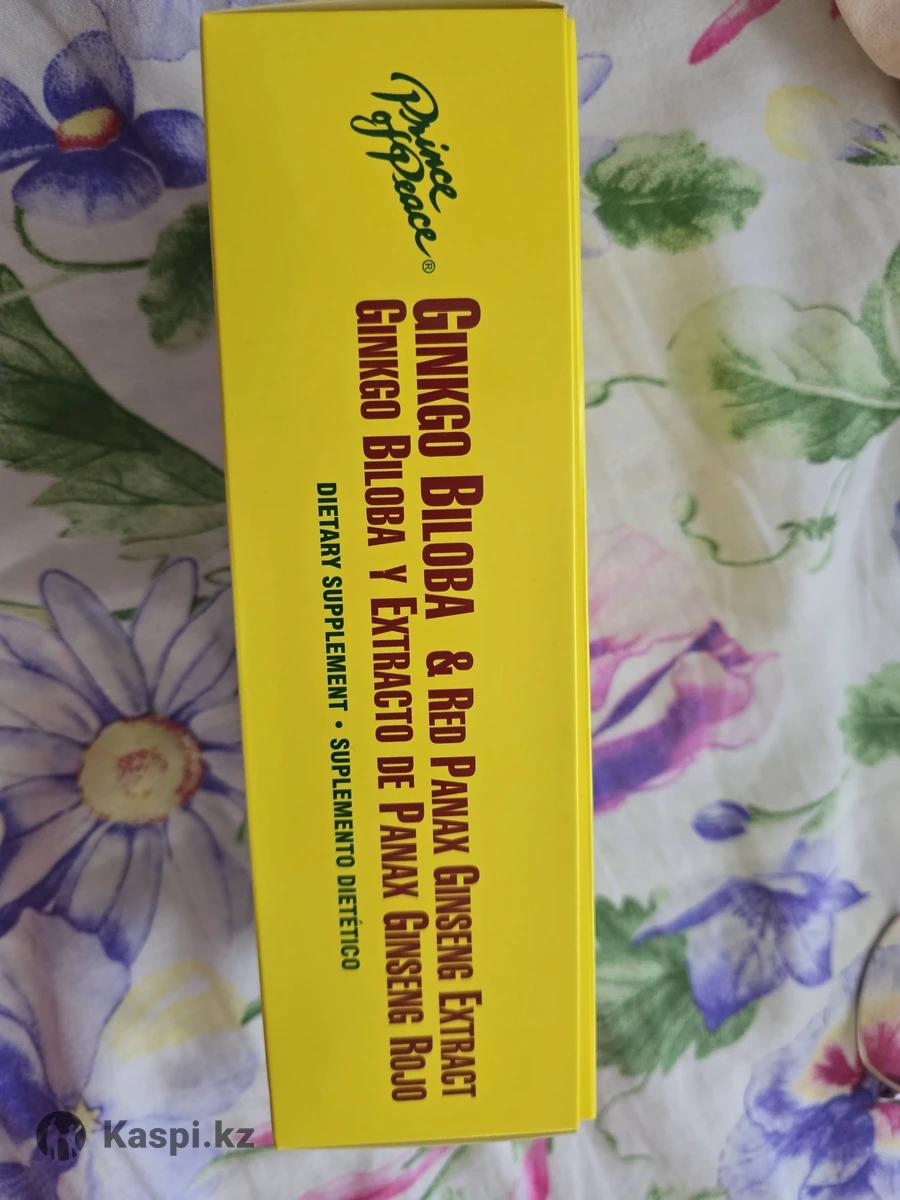 Prince
of Peace®
GINKGO BILOBA & RED PANAX GINSENG EXTRACT
GINKGO BILOBA Y EXTRACTO DE PANAX GINSENG ROJO
DIETARY SUPPLEMENT • SUPLEMENTO DIETÉTICO
Kaspi.kz